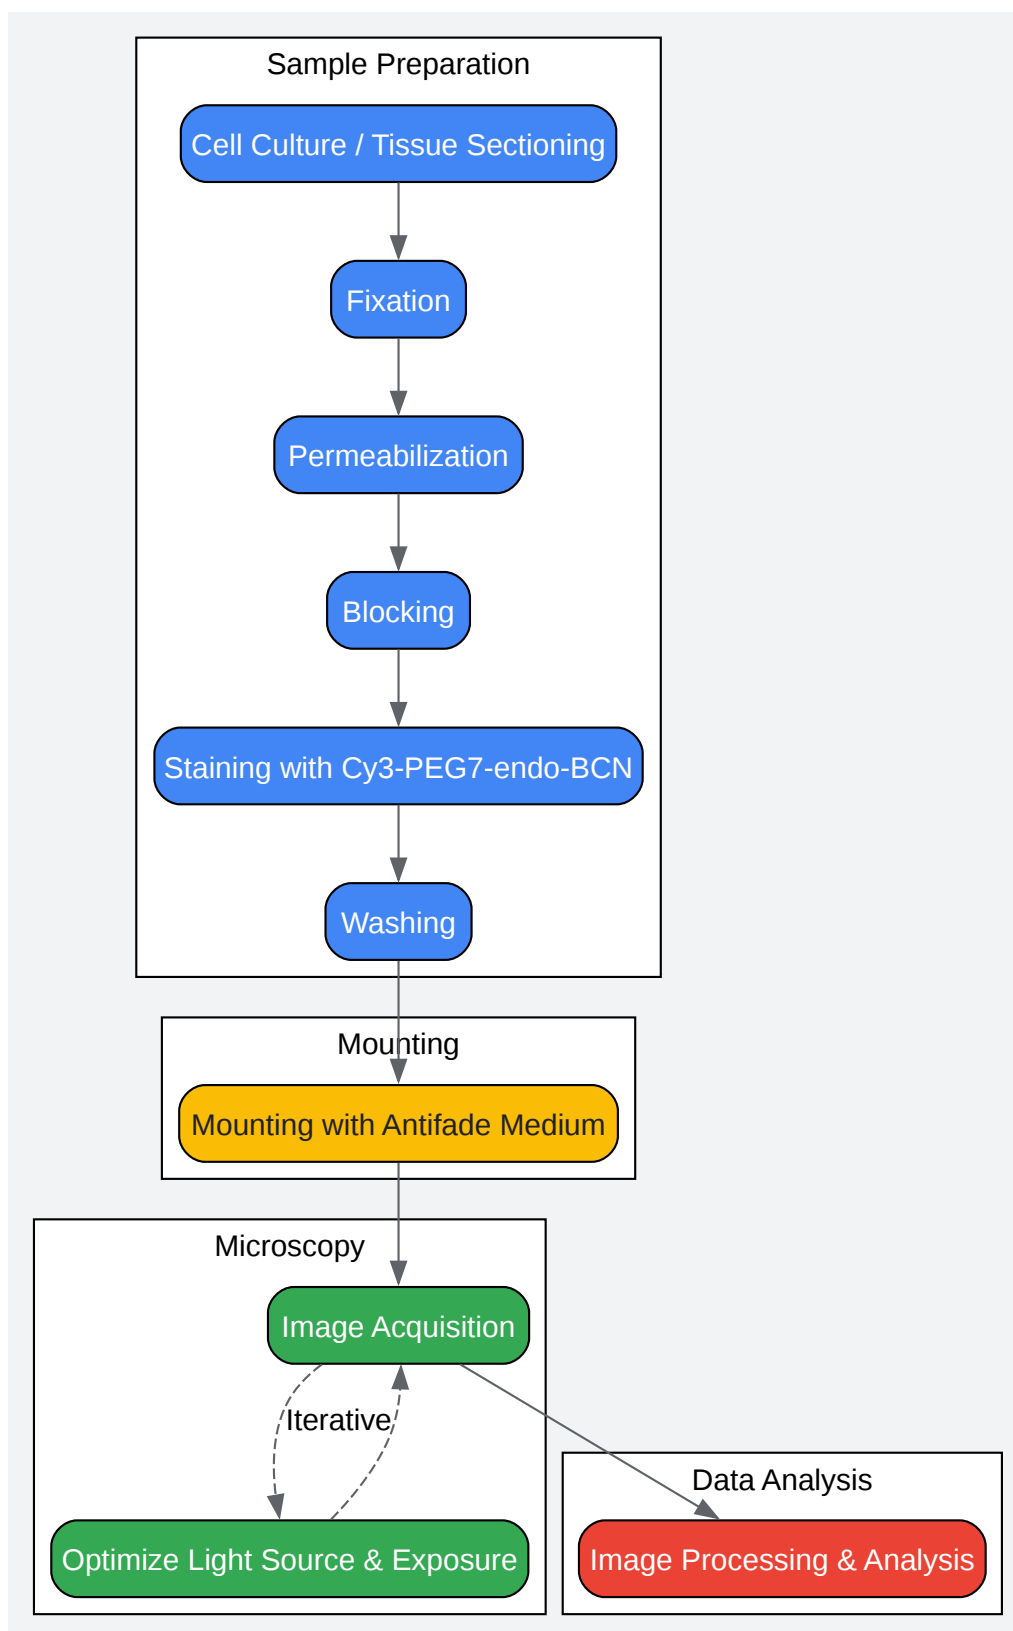 Sample Preparation
Cell Culture / Tissue Sectioning
Fixation
Permeabilization
Blocking
Staining with Cy3-PEG7-endo-BCN
Washing
Mounting
Mounting with Antifade Medium
Microscopy
Image Acquisition
Iterative
Optimize Light Source & Exposure
Data Analysis
Image Processing & Analysis